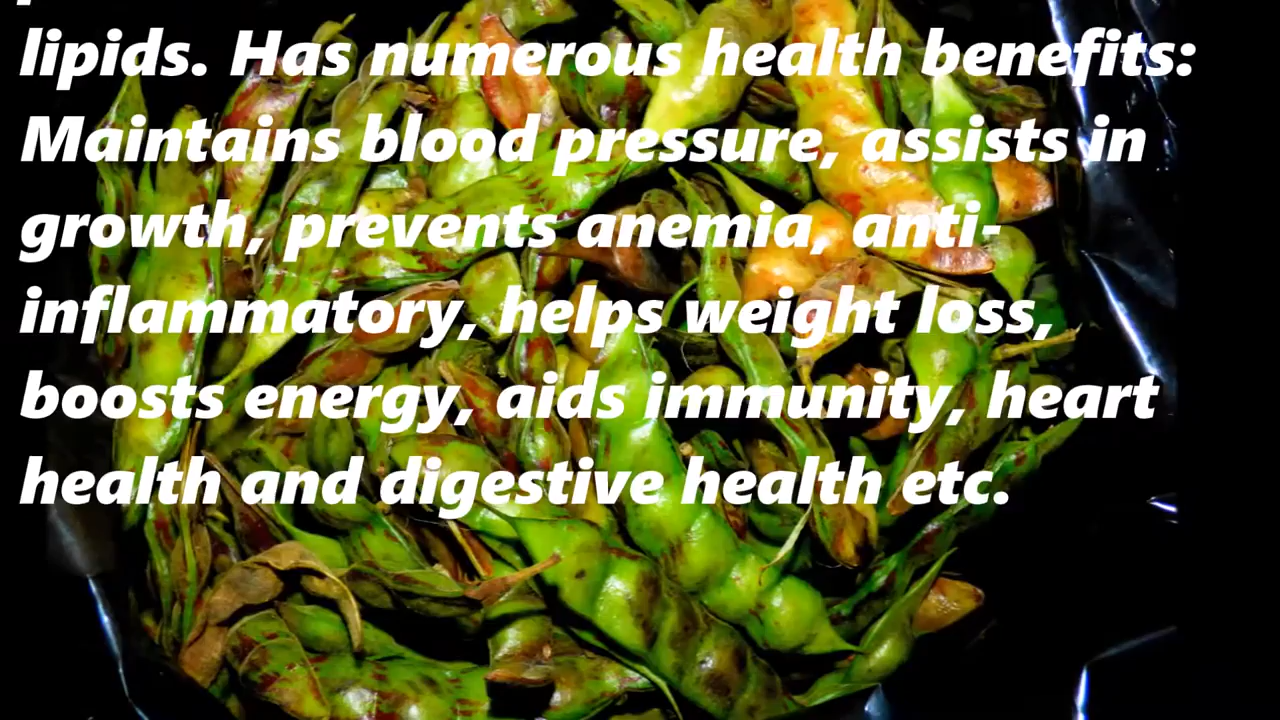 lipids. Has numerous health benefits:
Maintains blood pressure, assists in
growth, prevents anemia, anti-
inflammatory, helps weight loss,
boosts energy, aids immunity, heart
health and digestive health etc.